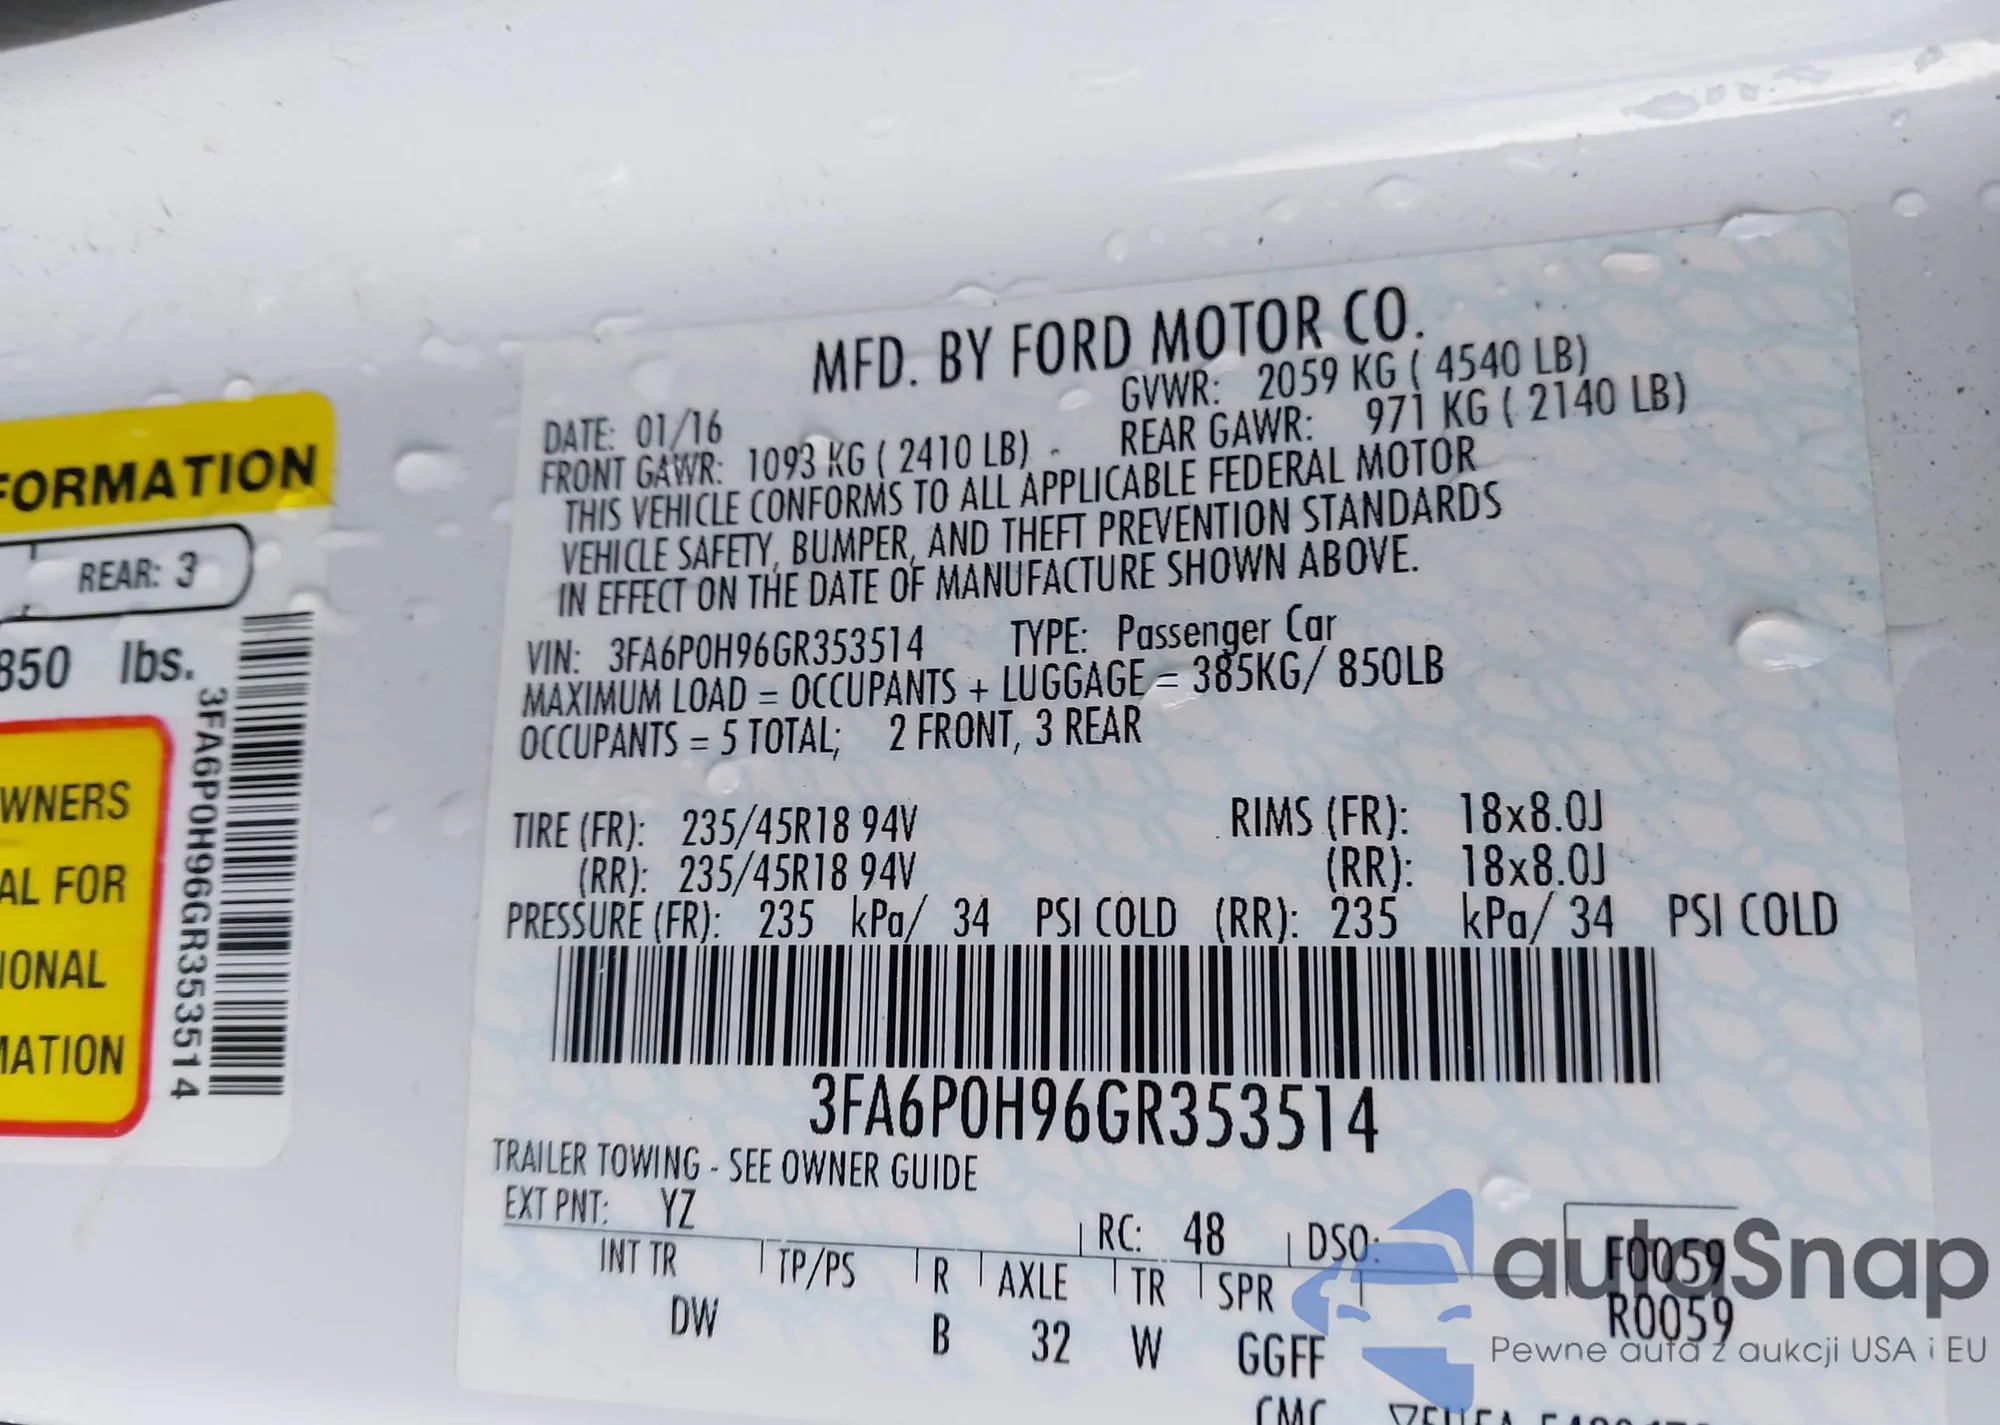 FORMATION
REAR: 3
850 lbs.
WNERS
AL FOR
IONAL
MATION
3FA6P0H96GR353514
MFD. BY FORD MOTOR CO.
DATE: 01/16 GVWR: 2059 KG ( 4540 LB)
FRONT GAWR: 1093 KG ( 2410 LB) REAR GAWR: 971 KG ( 2140 LB)
THIS VEHICLE CONFORMS TO ALL APPLICABLE FEDERAL MOTOR
VEHICLE SAFETY, BUMPER, AND THEFT PREVENTION STANDARDS
IN EFFECT ON THE DATE OF MANUFACTURE SHOWN ABOVE.
VIN: 3FA6P0H96GR353514 TYPE: Passenger Car
MAXIMUM LOAD = OCCUPANTS + LUGGAGE = 385KG/ 850LB
OCCUPANTS = 5 TOTAL; 2 FRONT, 3 REAR
TIRE (FR): 235/45R18 94V RIMS (FR): 18x8.0J
(RR): 235/45R18 94V (RR): 18x8.0J
PRESSURE (FR): 235 kPa/ 34 PSI COLD (RR): 235 kPa/ 34 PSI COLD
3FA6P0H96GR353514
TRAILER TOWING - SEE OWNER GUIDE
EXT PNT: YZ RC: 48 DSO: F0059
INT TR TP/PS R AXLE TR SPR R0059
DW B 32 W GGFF
autoSnap
Pewne auta z aukcji USA i EU